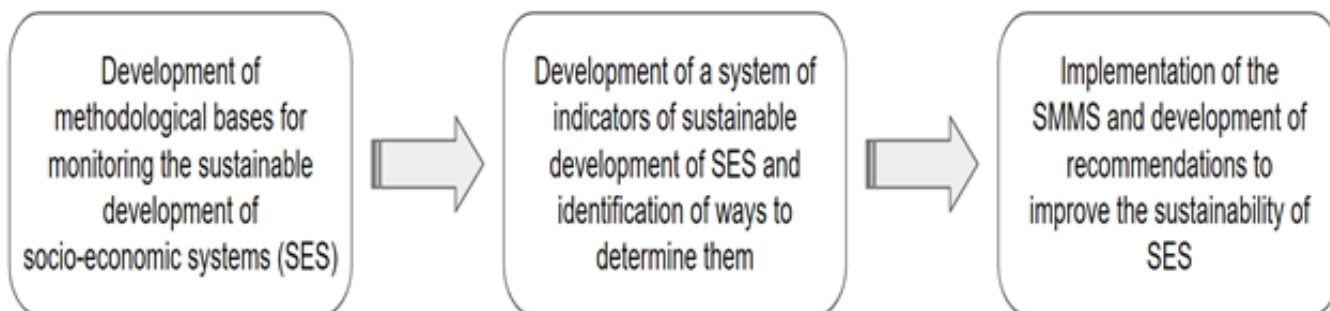 Development of
methodological bases for
monitoring the sustainable
development of
socio-economic systems (SES)
Development of a system of
indicators of sustainable
development of SES and
identification of ways to
determine them
Implementation of the
SMMS and development of
recommendations to
improve the sustainability of
SES